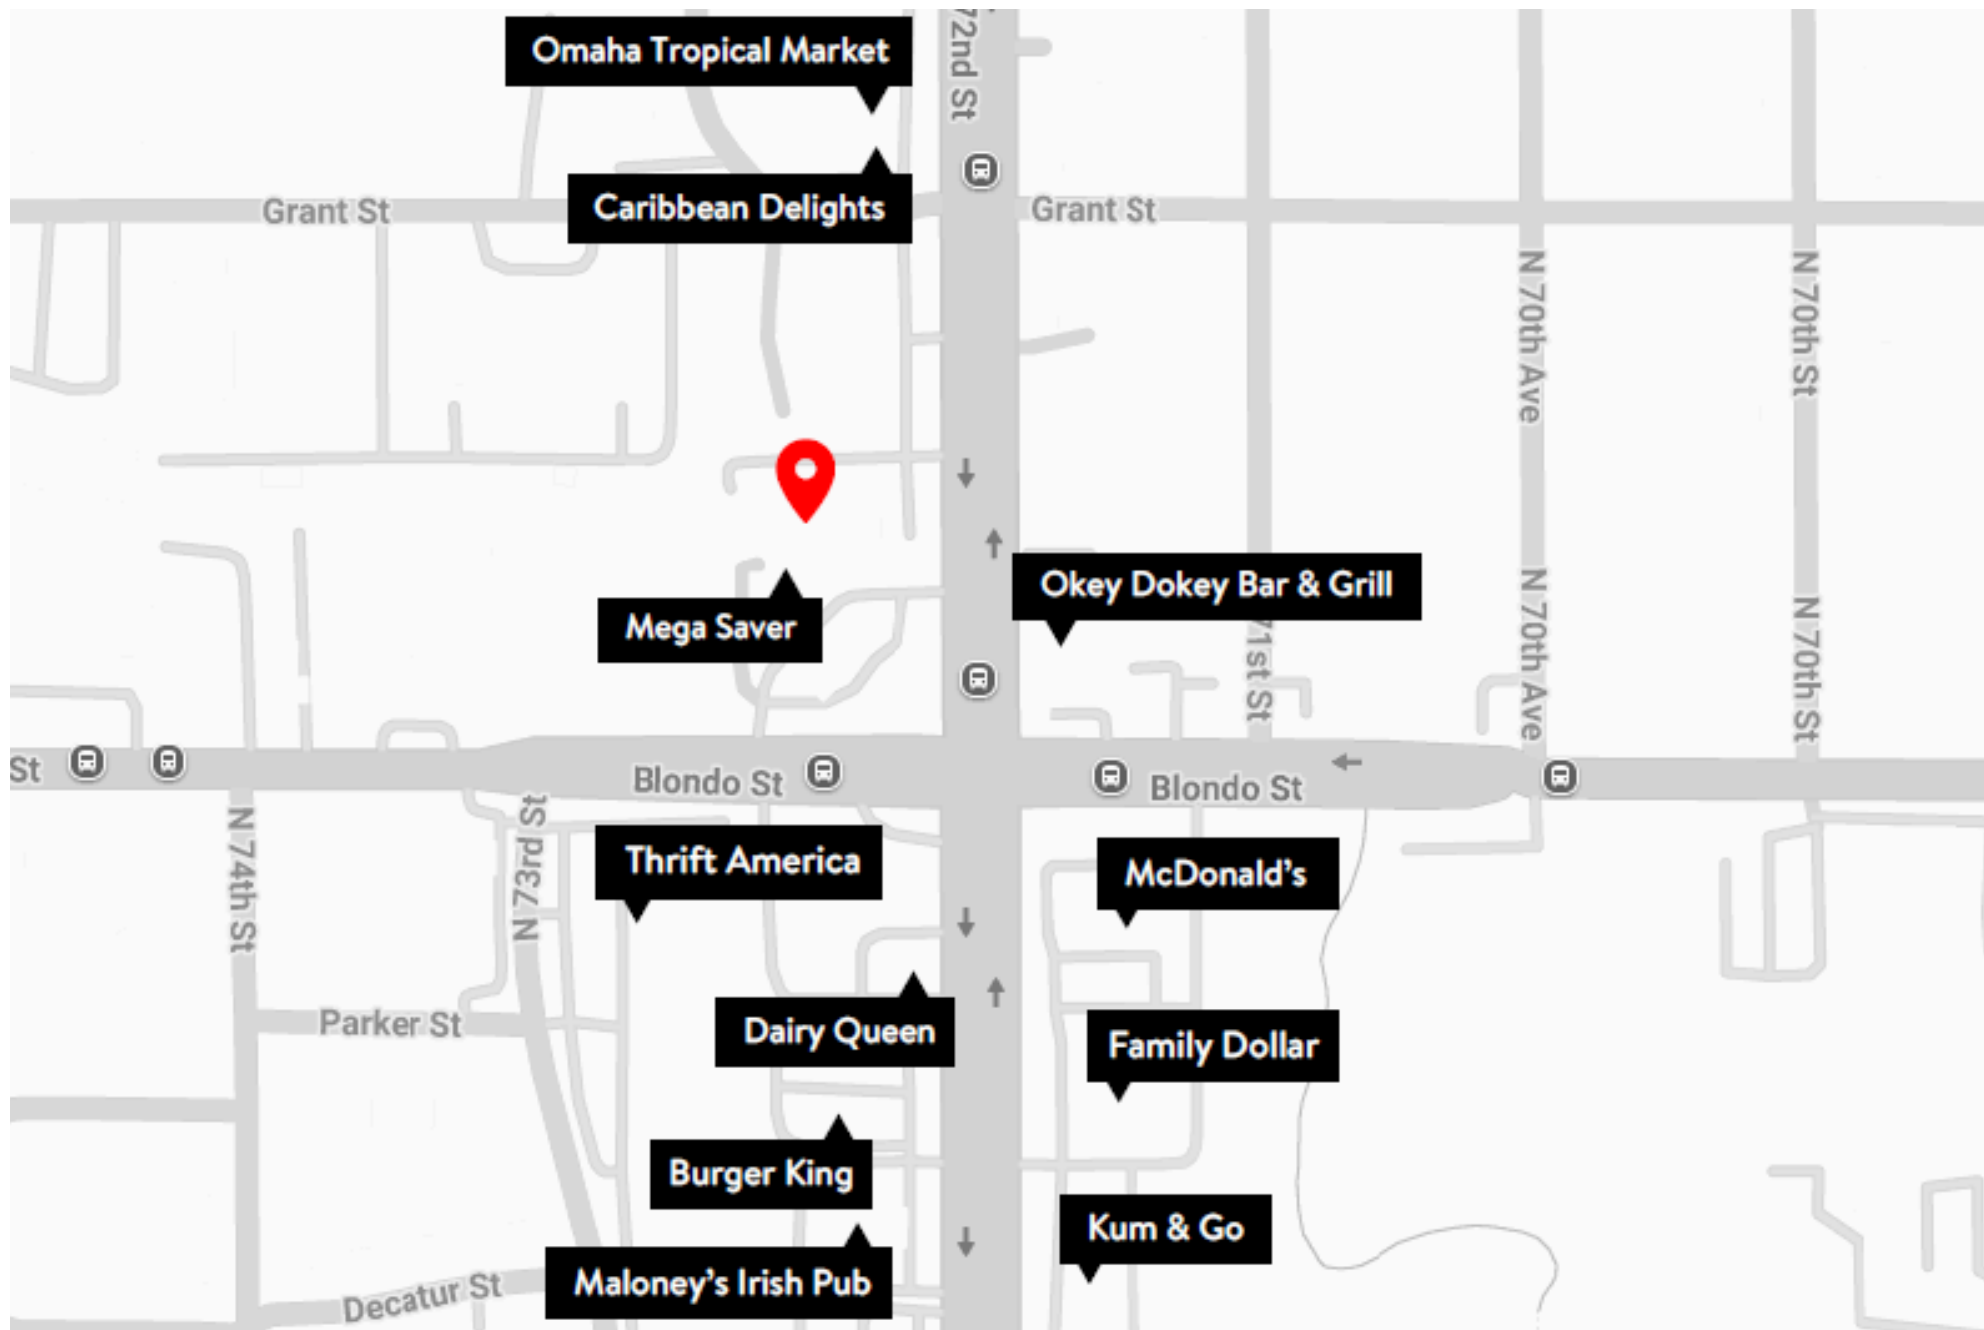 Omaha Tropical Market
72nd St
Caribbean Delights
Grant St
Grant St
N 70th Ave
N 70th St
Okey Dokey Bar & Grill
Mega Saver
71st St
N 70th Ave
N 70th St
St
Blondo St
Blondo St
N 74th St
N 73rd St
Thrift America
McDonald's
Parker St
Dairy Queen
Family Dollar
Burger King
Kum & Go
Maloney's Irish Pub
Decatur St